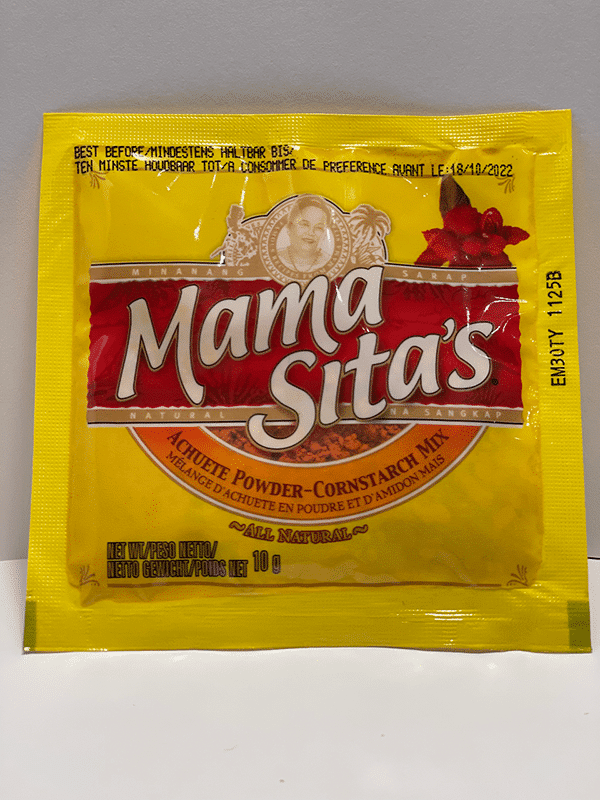 BEST BEFORE/MINDESTENS HALTBAR BIS/
TEN MINSTE HOUDBAAR TOT/A CONSOMMER DE PREFERENCE AVANT LE:18/10/2022
MINANANG SARAP
Mama
Sita's
NATURAL NA SANGKAP
ACHUETE POWDER-CORNSTARCH MIX
MÉLANGE D'ACHUETE EN POUDRE ET D'AMIDON MAIS
~ALL NATURAL~
NET WT/PESO NETTO/
NETTO GEWICHT/POIDS NET 10 g
EM30TY 1125B